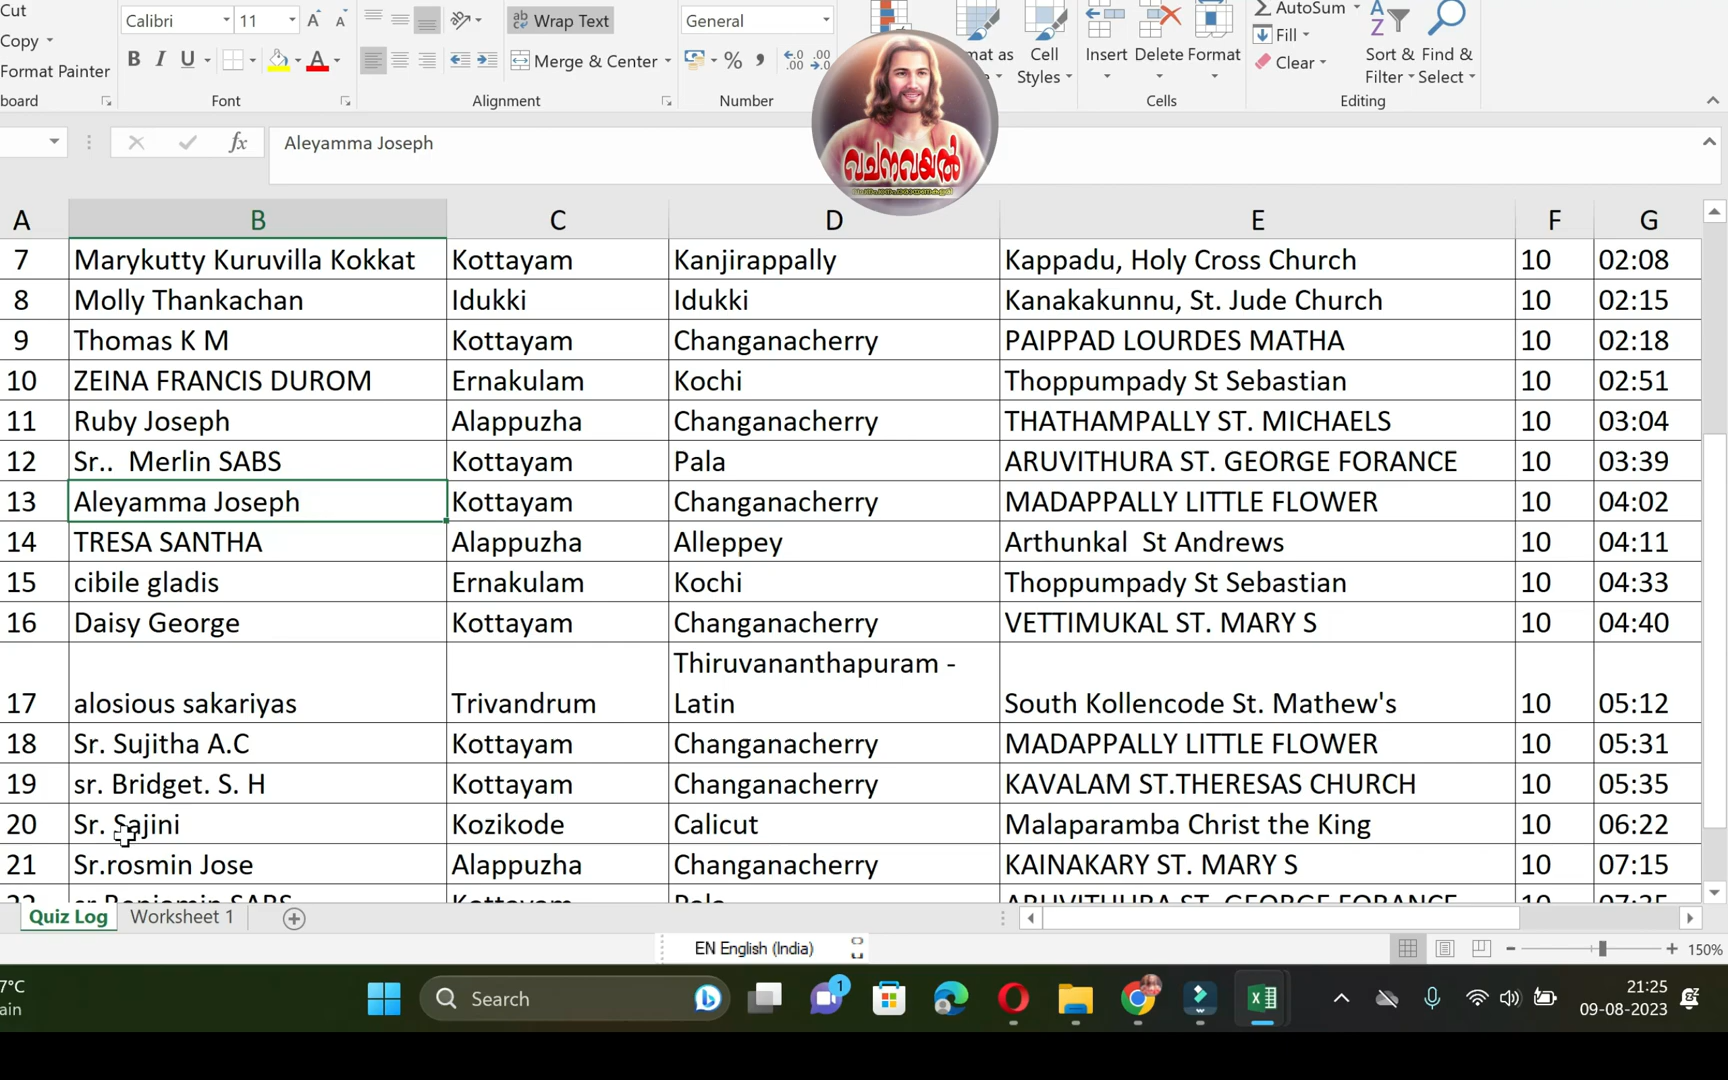 Cut
Calibri 11 A A Wrap Text General AutoSum
Copy Fill
Format Painter B I U A Merge & Center % , mat as Cell Styles Insert Delete Format Clear Sort & Filter Find & Select
board Font Alignment Number Cells Editing
fx Aleyamma Joseph
വചനവയൽ
A B C D E F G
7 Marykutty Kuruvilla Kokkat Kottayam Kanjirappally Kappadu, Holy Cross Church 10 02:08
8 Molly Thankachan Idukki Idukki Kanakakunnu, St. Jude Church 10 02:15
9 Thomas K M Kottayam Changanacherry PAIPPAD LOURDES MATHA 10 02:18
10 ZEINA FRANCIS DUROM Ernakulam Kochi Thoppumpady St Sebastian 10 02:51
11 Ruby Joseph Alappuzha Changanacherry THATHAMPALLY ST. MICHAELS 10 03:04
12 Sr..  Merlin SABS Kottayam Pala ARUVITHURA ST. GEORGE FORANCE 10 03:39
13 Aleyamma Joseph Kottayam Changanacherry MADAPPALLY LITTLE FLOWER 10 04:02
14 TRESA SANTHA Alappuzha Alleppey Arthunkal  St Andrews 10 04:11
15 cibile gladis Ernakulam Kochi Thoppumpady St Sebastian 10 04:33
16 Daisy George Kottayam Changanacherry VETTIMUKAL ST. MARY S 10 04:40
Thiruvananthapuram -
17 alosious sakariyas Trivandrum Latin South Kollencode St. Mathew's 10 05:12
18 Sr. Sujitha A.C Kottayam Changanacherry MADAPPALLY LITTLE FLOWER 10 05:31
19 sr. Bridget. S. H Kottayam Changanacherry KAVALAM ST.THERESAS CHURCH 10 05:35
20 Sr. Sajini Kozikode Calicut Malaparamba Christ the King 10 06:22
21 Sr.rosmin Jose Alappuzha Changanacherry KAINAKARY ST. MARY S 10 07:15
Quiz Log Worksheet 1
EN English (India) 150%
7°C Search 1 21:25
ain 09-08-2023